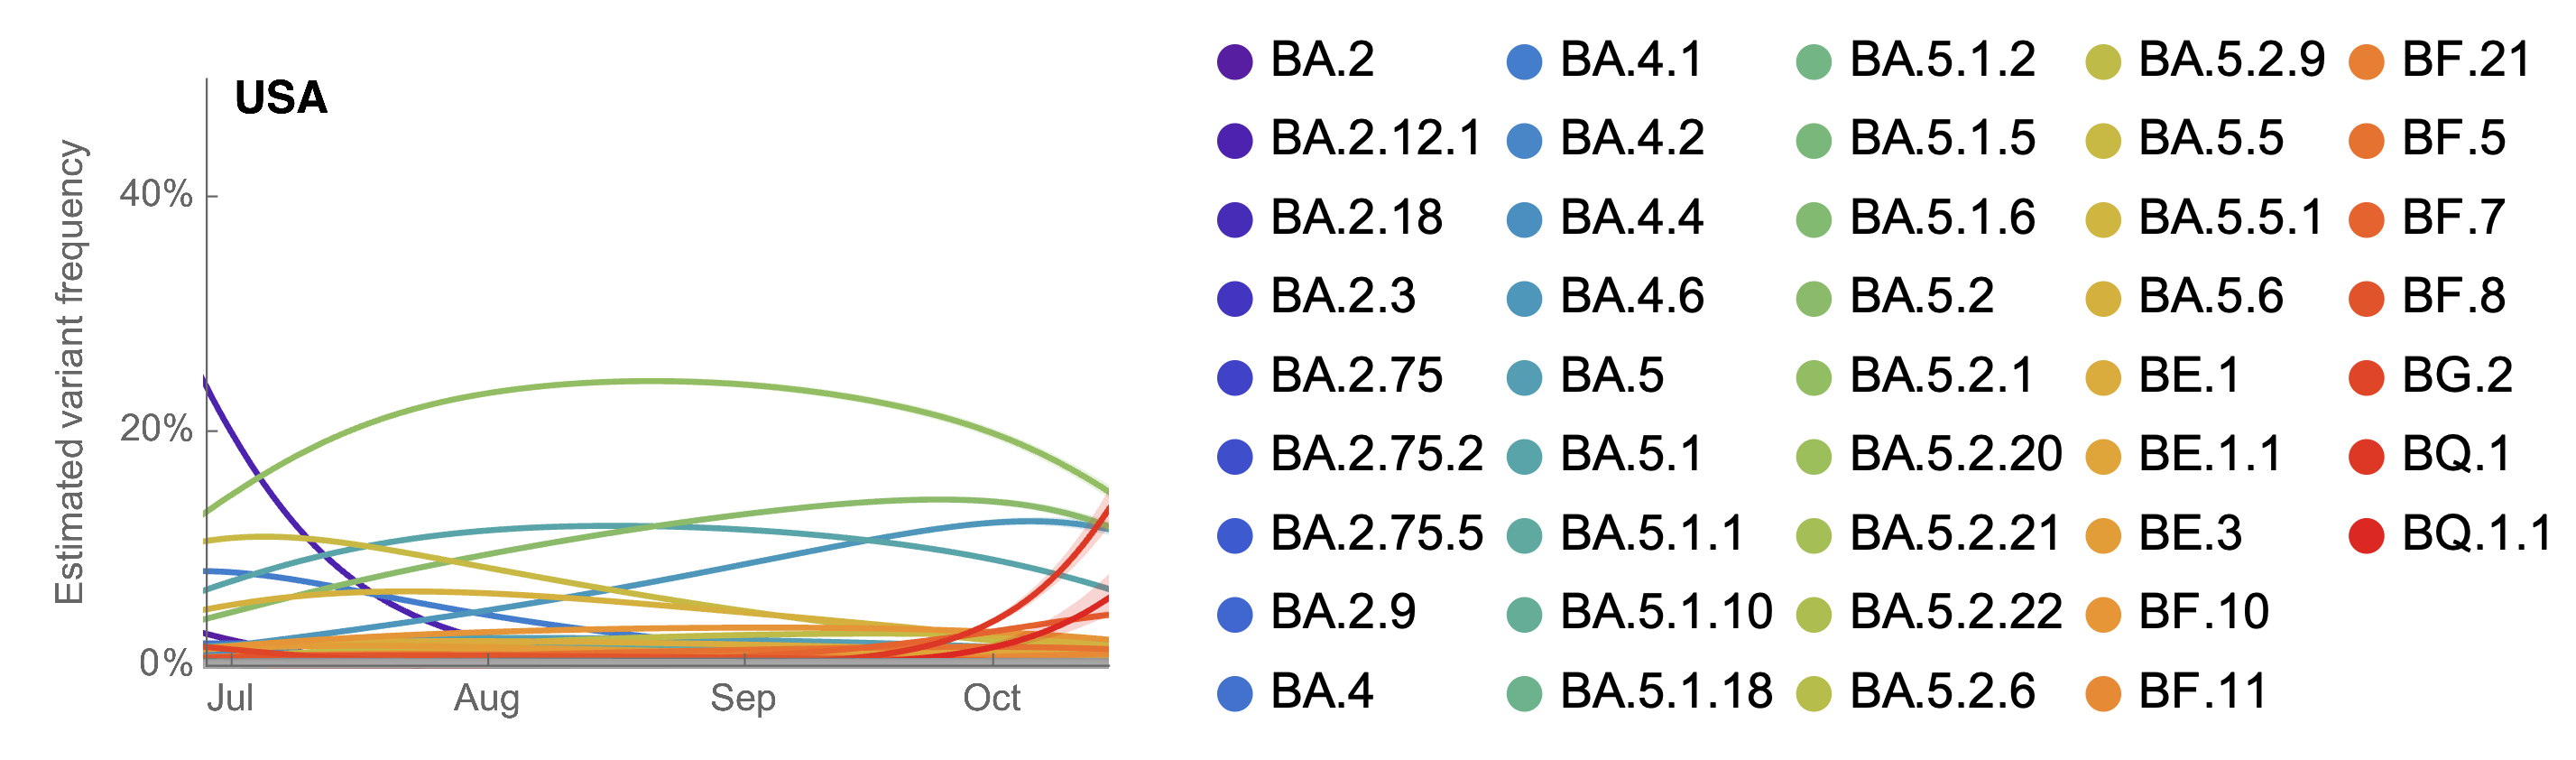 USA
Estimated variant frequency
40%
20%
0%
Jul Aug Sep Oct
BA.2 BA.4.1 BA.5.1.2 BA.5.2.9 BF.21
BA.2.12.1 BA.4.2 BA.5.1.5 BA.5.5 BF.5
BA.2.18 BA.4.4 BA.5.1.6 BA.5.5.1 BF.7
BA.2.3 BA.4.6 BA.5.2 BA.5.6 BF.8
BA.2.75 BA.5 BA.5.2.1 BE.1 BG.2
BA.2.75.2 BA.5.1 BA.5.2.20 BE.1.1 BQ.1
BA.2.75.5 BA.5.1.1 BA.5.2.21 BE.3 BQ.1.1
BA.2.9 BA.5.1.10 BA.5.2.22 BF.10
BA.4 BA.5.1.18 BA.5.2.6 BF.11